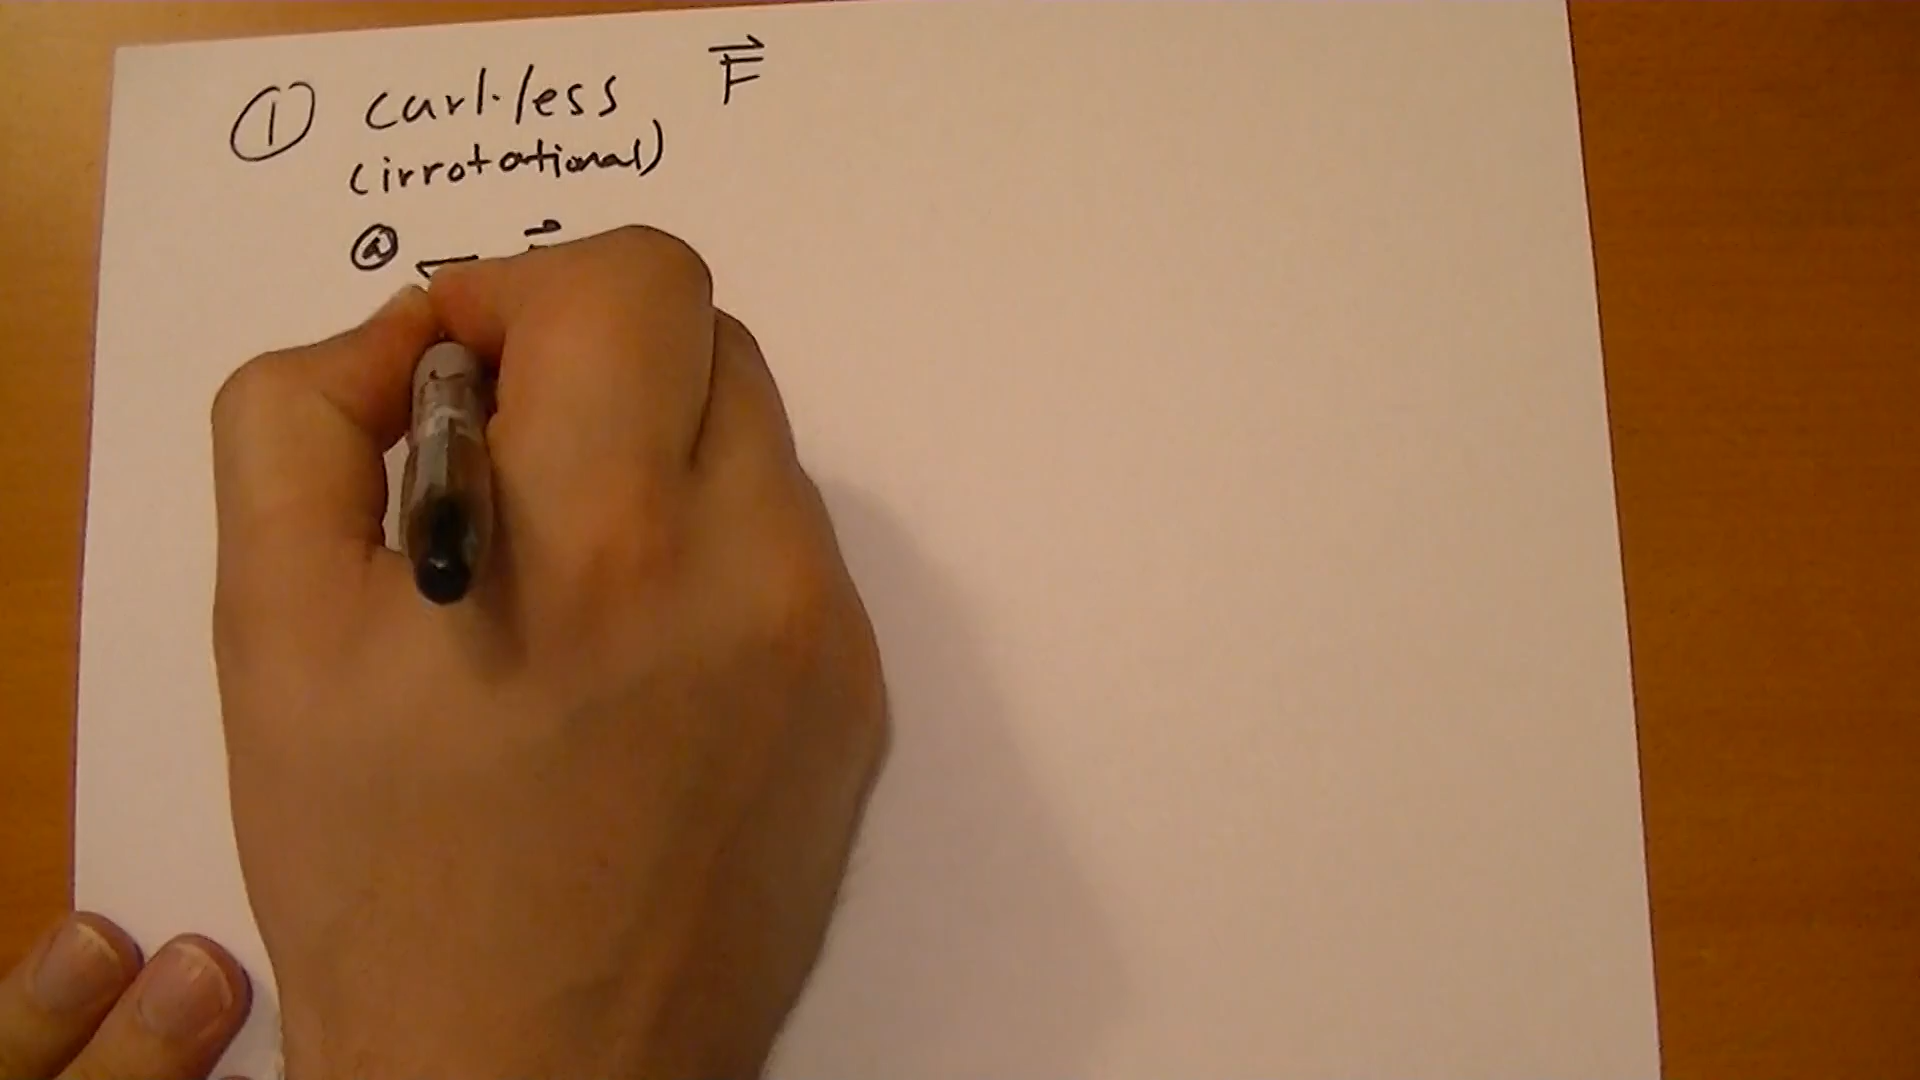 ① curl-less F⃗
(irrotational)
ⓐ